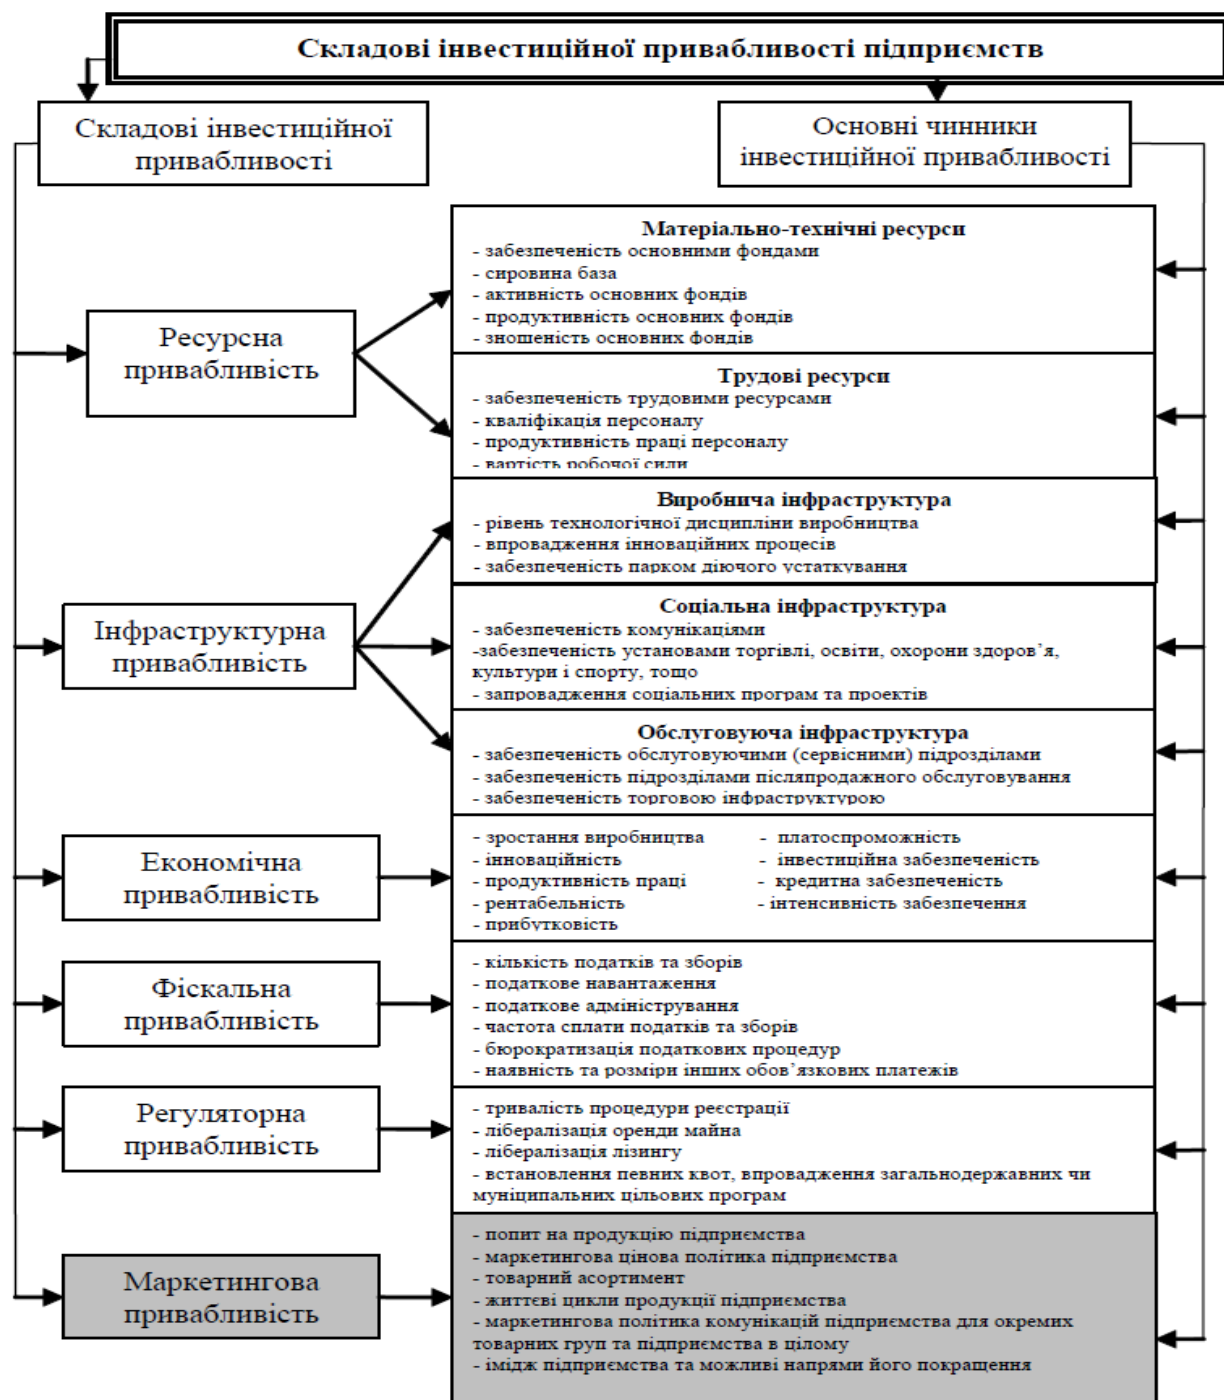 Складові інвестиційної привабливості підприємств
Складові інвестиційної
привабливості
Основні чинники
інвестиційної привабливості
Ресурсна
привабливість
Матеріально-технічні ресурси
- забезпеченість основними фондами
- сировина база
- активність основних фондів
- продуктивність основних фондів
- зношеність основних фондів
Трудові ресурси
- забезпеченість трудовими ресурсами
- кваліфікація персоналу
- продуктивність праці персоналу
- вартість робочої сили
Інфраструктурна
привабливість
Виробнича інфраструктура
- рівень технологічної дисципліни виробництва
- впровадження інноваційних процесів
- забезпеченість парком діючого устаткування
Соціальна інфраструктура
- забезпеченість комунікаціями
-забезпеченість установами торгівлі, освіти, охорони здоров’я,
культури і спорту, тощо
- запровадження соціальних програм та проектів
Обслуговуюча інфраструктура
- забезпеченість обслуговуючими (сервісними) підрозділами
- забезпеченість підрозділами післяпродажного обслуговування
- забезпеченість торговою інфраструктурою
Економічна
привабливість
- зростання виробництва
- інноваційність
- продуктивність праці
- рентабельність
- прибутковість
- платоспроможність
- інвестиційна забезпеченість
- кредитна забезпеченість
- інтенсивність забезпечення
Фіскальна
привабливість
- кількість податків та зборів
- податкове навантаження
- податкове адміністрування
- частота сплати податків та зборів
- бюрократизація податкових процедур
- наявність та розміри інших обов’язкових платежів
Регуляторна
привабливість
- тривалість процедури реєстрації
- лібералізація оренди майна
- лібералізація лізингу
- встановлення певних квот, впровадження загальнодержавних чи
муніципальних цільових програм
Маркетингова
привабливість
- попит на продукцію підприємства
- маркетингова цінова політика підприємства
- товарний асортимент
- життєві цикли продукції підприємства
- маркетингова політика комунікацій підприємства для окремих
товарних груп та підприємства в цілому
- імідж підприємства та можливі напрями його покращення